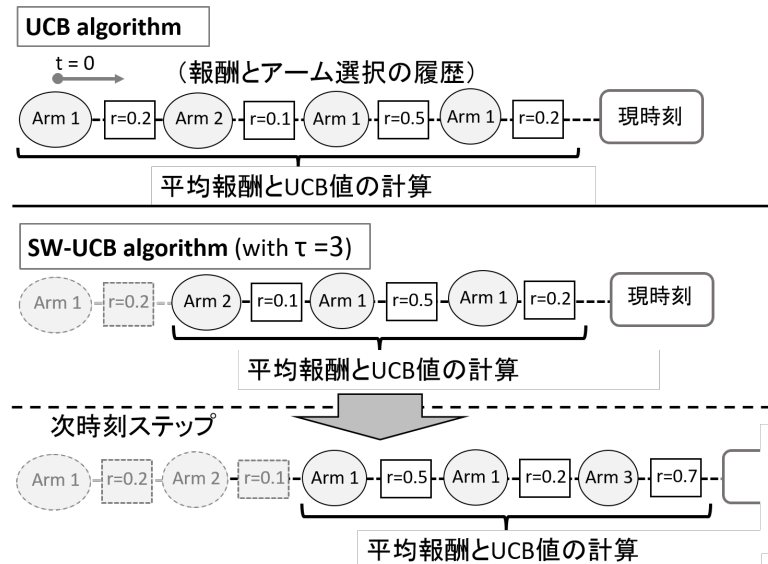 UCB algorithm
t = 0
（報酬とアーム選択の履歴）
Arm 1 r=0.2 Arm 2 r=0.1 Arm 1 r=0.5 Arm 1 r=0.2 現時刻
平均報酬とUCB値の計算
SW-UCB algorithm (with τ =3)
Arm 1 r=0.2 Arm 2 r=0.1 Arm 1 r=0.5 Arm 1 r=0.2 現時刻
平均報酬とUCB値の計算
次時刻ステップ
Arm 1 r=0.2 Arm 2 r=0.1 Arm 1 r=0.5 Arm 1 r=0.2 Arm 3 r=0.7
平均報酬とUCB値の計算